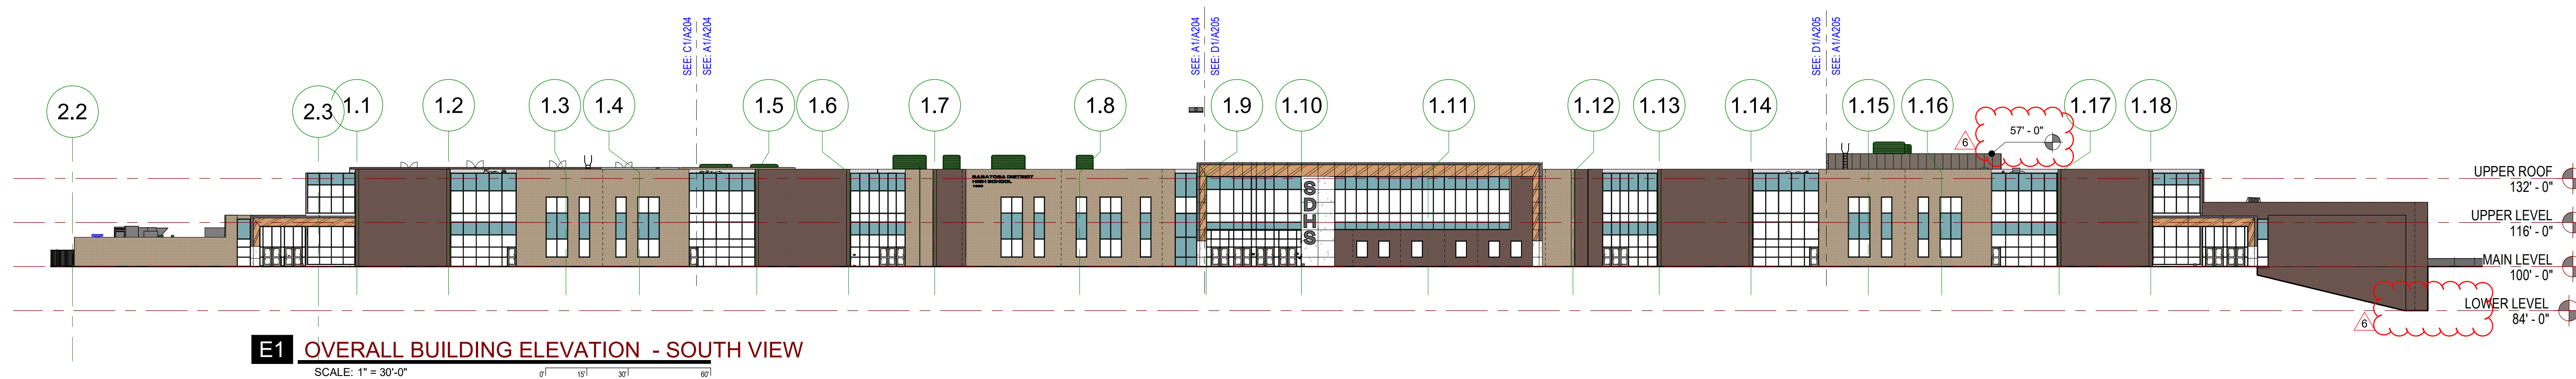 SEE: C1/A204
SEE: A1/A204
SEE: A1/A204
SEE: D1/A205
SEE: D1/A205
SEE: A1/A205
2.2
2.3
1.1
1.2
1.3
1.4
1.5
1.6
1.7
1.8
1.9
1.10
1.11
1.12
1.13
1.14
1.15
1.16
1.17
1.18
6
57' - 0"
SARATOGA DISTRICT
HIGH SCHOOL
SDHS
UPPER ROOF
132' - 0"
UPPER LEVEL
116' - 0"
MAIN LEVEL
100' - 0"
LOWER LEVEL
84' - 0"
6
E1 OVERALL BUILDING ELEVATION - SOUTH VIEW
SCALE: 1" = 30'-0"
0' 15' 30' 60'